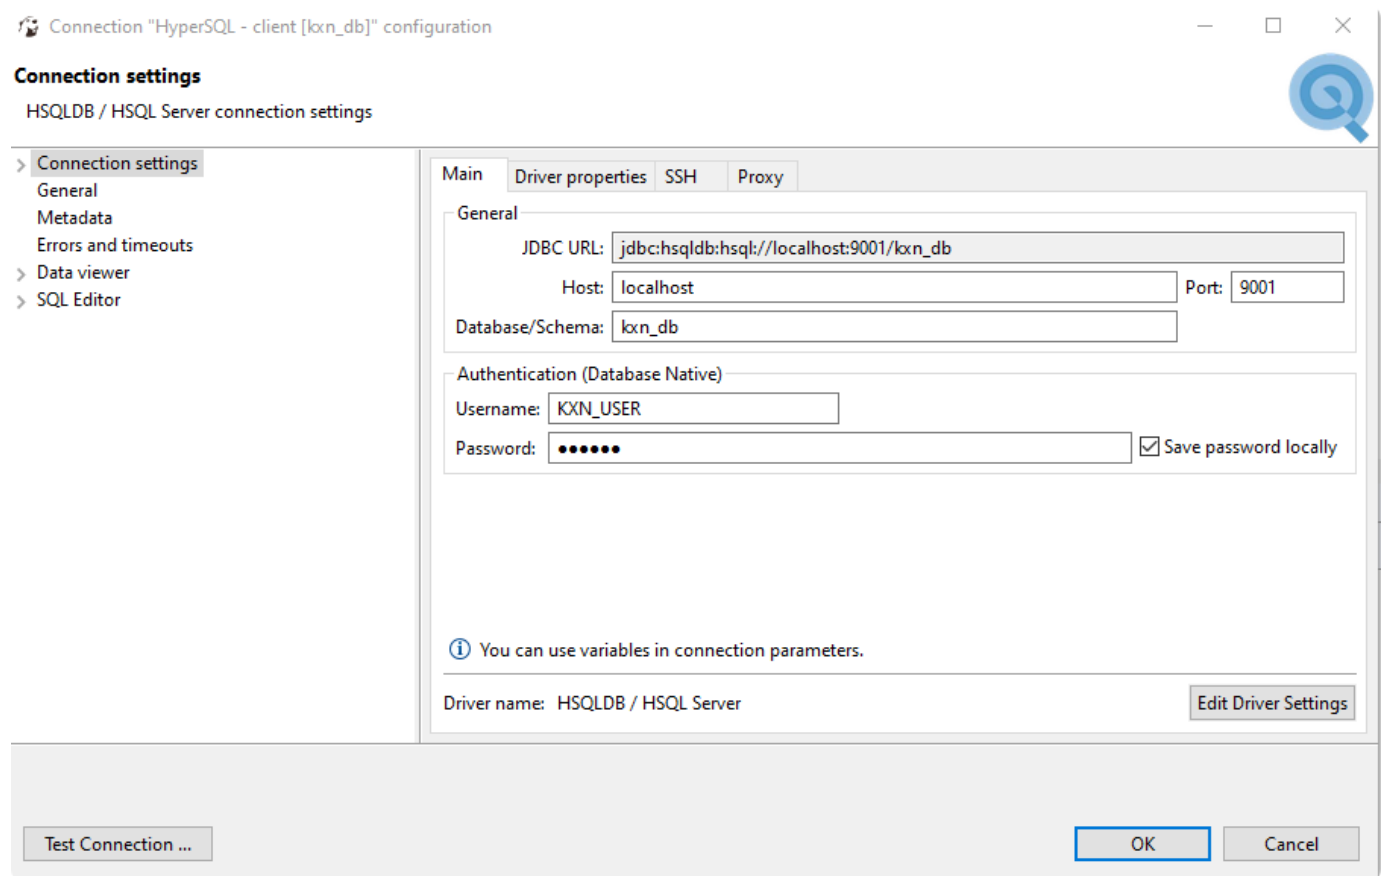 Connection "HyperSQL - client [kxn_db]" configuration
Connection settings
HSQLDB / HSQL Server connection settings
Connection settings
General
Metadata
Errors and timeouts
Data viewer
SQL Editor
Main Driver properties SSH Proxy
General
JDBC URL: jdbc:hsqldb:hsql://localhost:9001/kxn_db
Host: localhost Port: 9001
Database/Schema: kxn_db
Authentication (Database Native)
Username: KXN_USER
Password: ●●●●●● Save password locally
You can use variables in connection parameters.
Driver name: HSQLDB / HSQL Server Edit Driver Settings
Test Connection ... OK Cancel